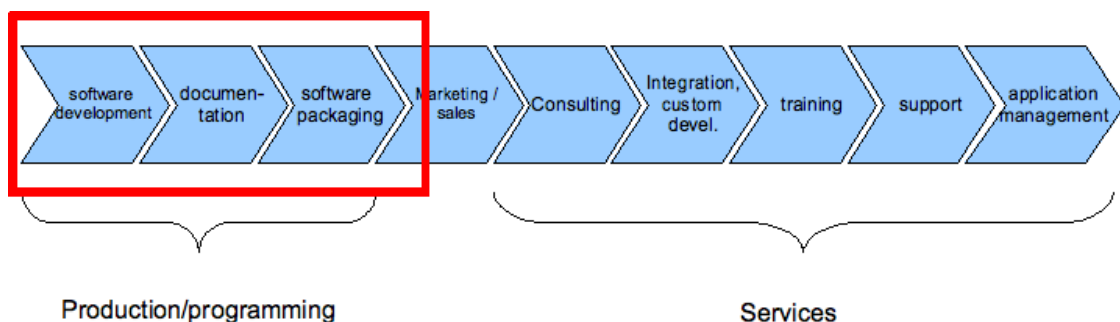 software
development
documen-
tation
software
packaging
Marketing /
sales
Consulting
Integration,
custom
devel.
training
support
application
management
Production/programming
Services